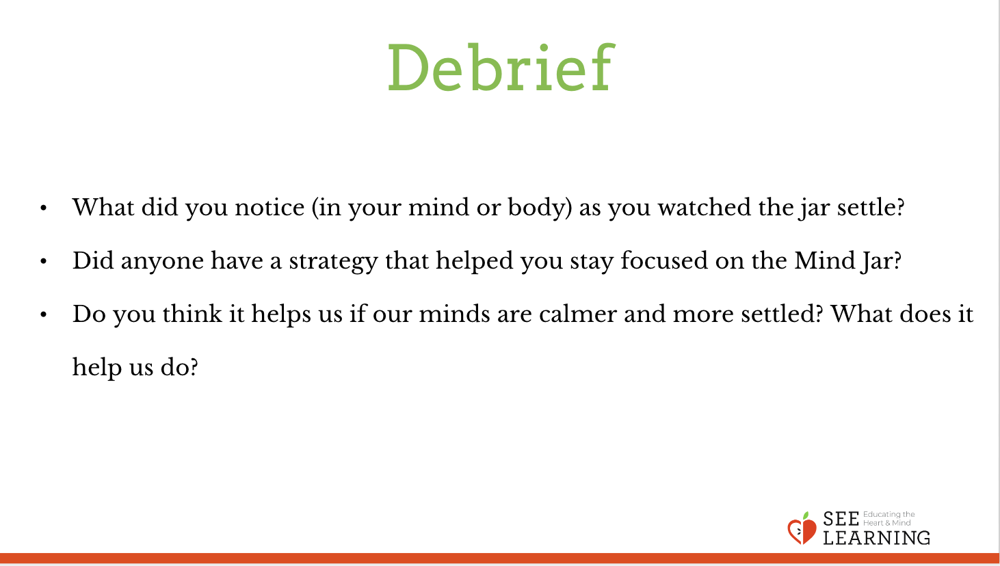 Debrief
• What did you notice (in your mind or body) as you watched the jar settle?
• Did anyone have a strategy that helped you stay focused on the Mind Jar?
• Do you think it helps us if our minds are calmer and more settled? What does it
help us do?
SEE Educating the
Heart & Mind
LEARNING